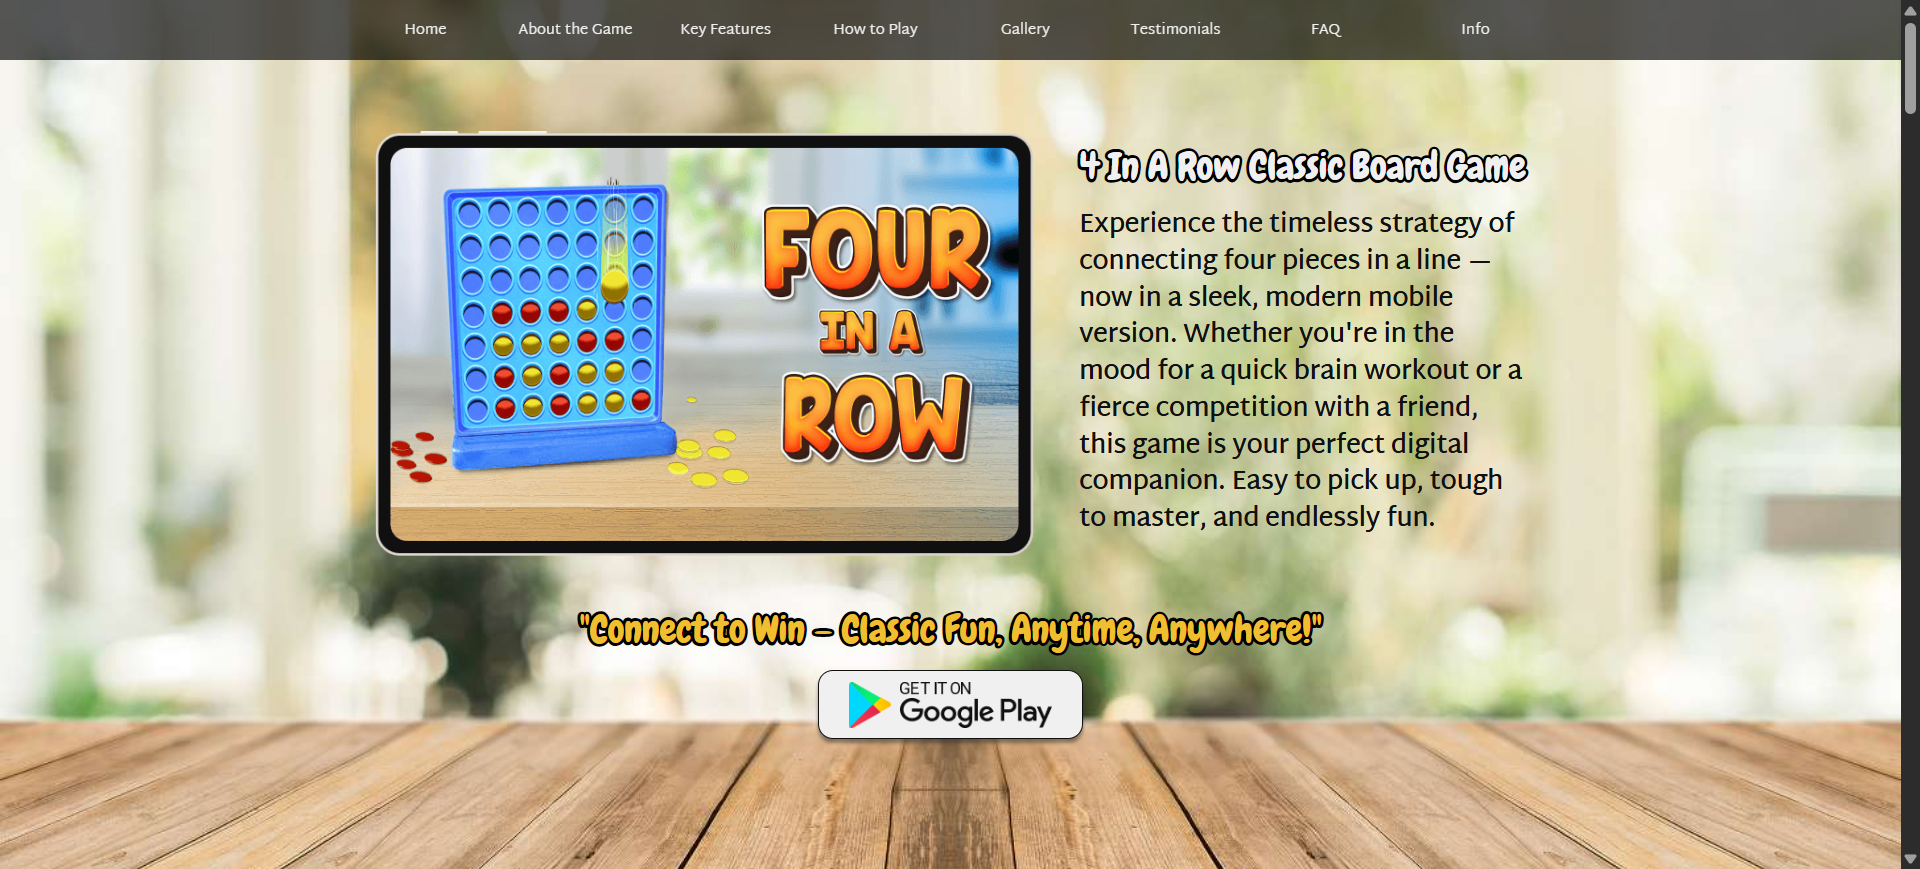 Home
About the Game
Key Features
How to Play
Gallery
Testimonials
FAQ
Info
FOUR
IN A
ROW
4 In A Row Classic Board Game
Experience the timeless strategy of
connecting four pieces in a line —
now in a sleek, modern mobile
version. Whether you're in the
mood for a quick brain workout or a
fierce competition with a friend,
this game is your perfect digital
companion. Easy to pick up, tough
to master, and endlessly fun.
"Connect to Win – Classic Fun, Anytime, Anywhere!"
GET IT ON
Google Play